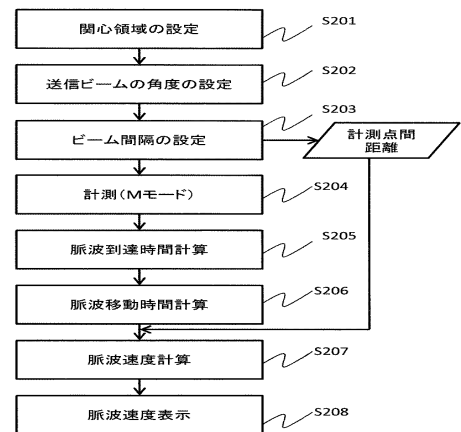 関心領域の設定
S201
送信ビームの角度の設定
S202
ビーム間隔の設定
S203
計測点間
距離
計測(Mモード)
S204
脈波到達時間計算
S205
脈波移動時間計算
S206
脈波速度計算
S207
脈波速度表示
S208